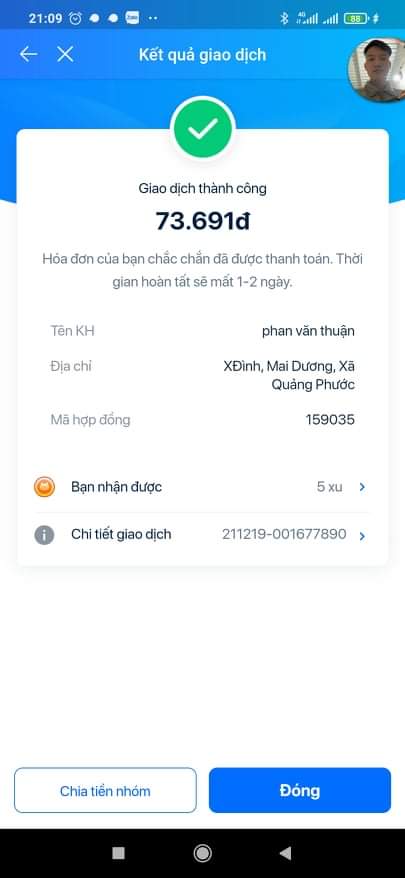 21:09
Zalo
4G
88
Kết quả giao dịch
Giao dịch thành công
73.691đ
Hóa đơn của bạn chắc chắn đã được thanh toán. Thời
gian hoàn tất sẽ mất 1-2 ngày.
Tên KH
phan văn thuận
Địa chỉ
XĐình, Mai Dương, Xã
Quảng Phước
Mã hợp đồng
159035
Bạn nhận được
5 xu
Chi tiết giao dịch
211219-001677890
Chia tiền nhóm
Đóng